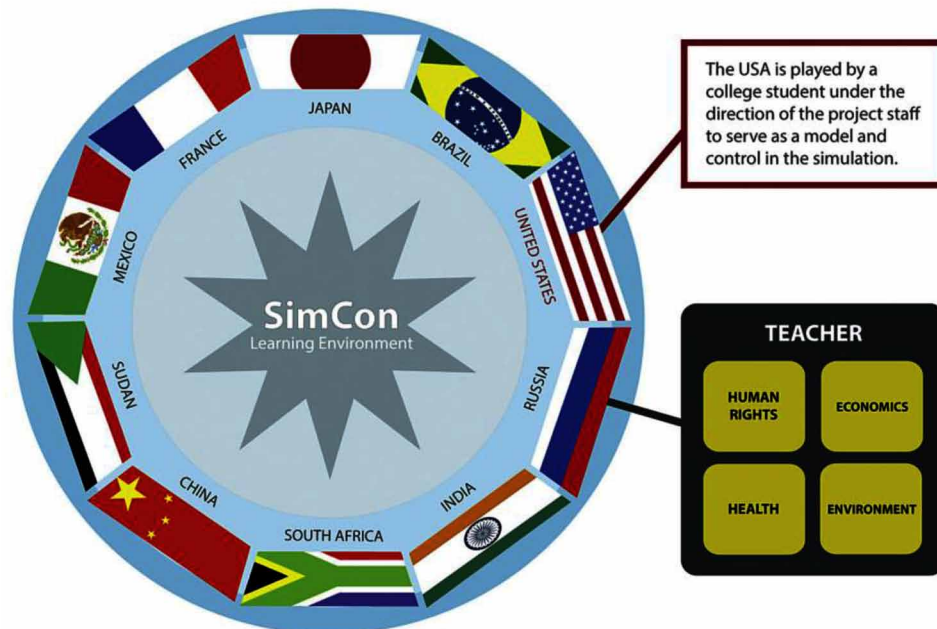 JAPAN
BRAZIL
UNITED STATES
RUSSIA
INDIA
SOUTH AFRICA
CHINA
SUDAN
MEXICO
FRANCE
SimCon
Learning Environment
The USA is played by a
college student under the
direction of the project staff
to serve as a model and
control in the simulation.
TEACHER
HUMAN
RIGHTS
ECONOMICS
HEALTH
ENVIRONMENT